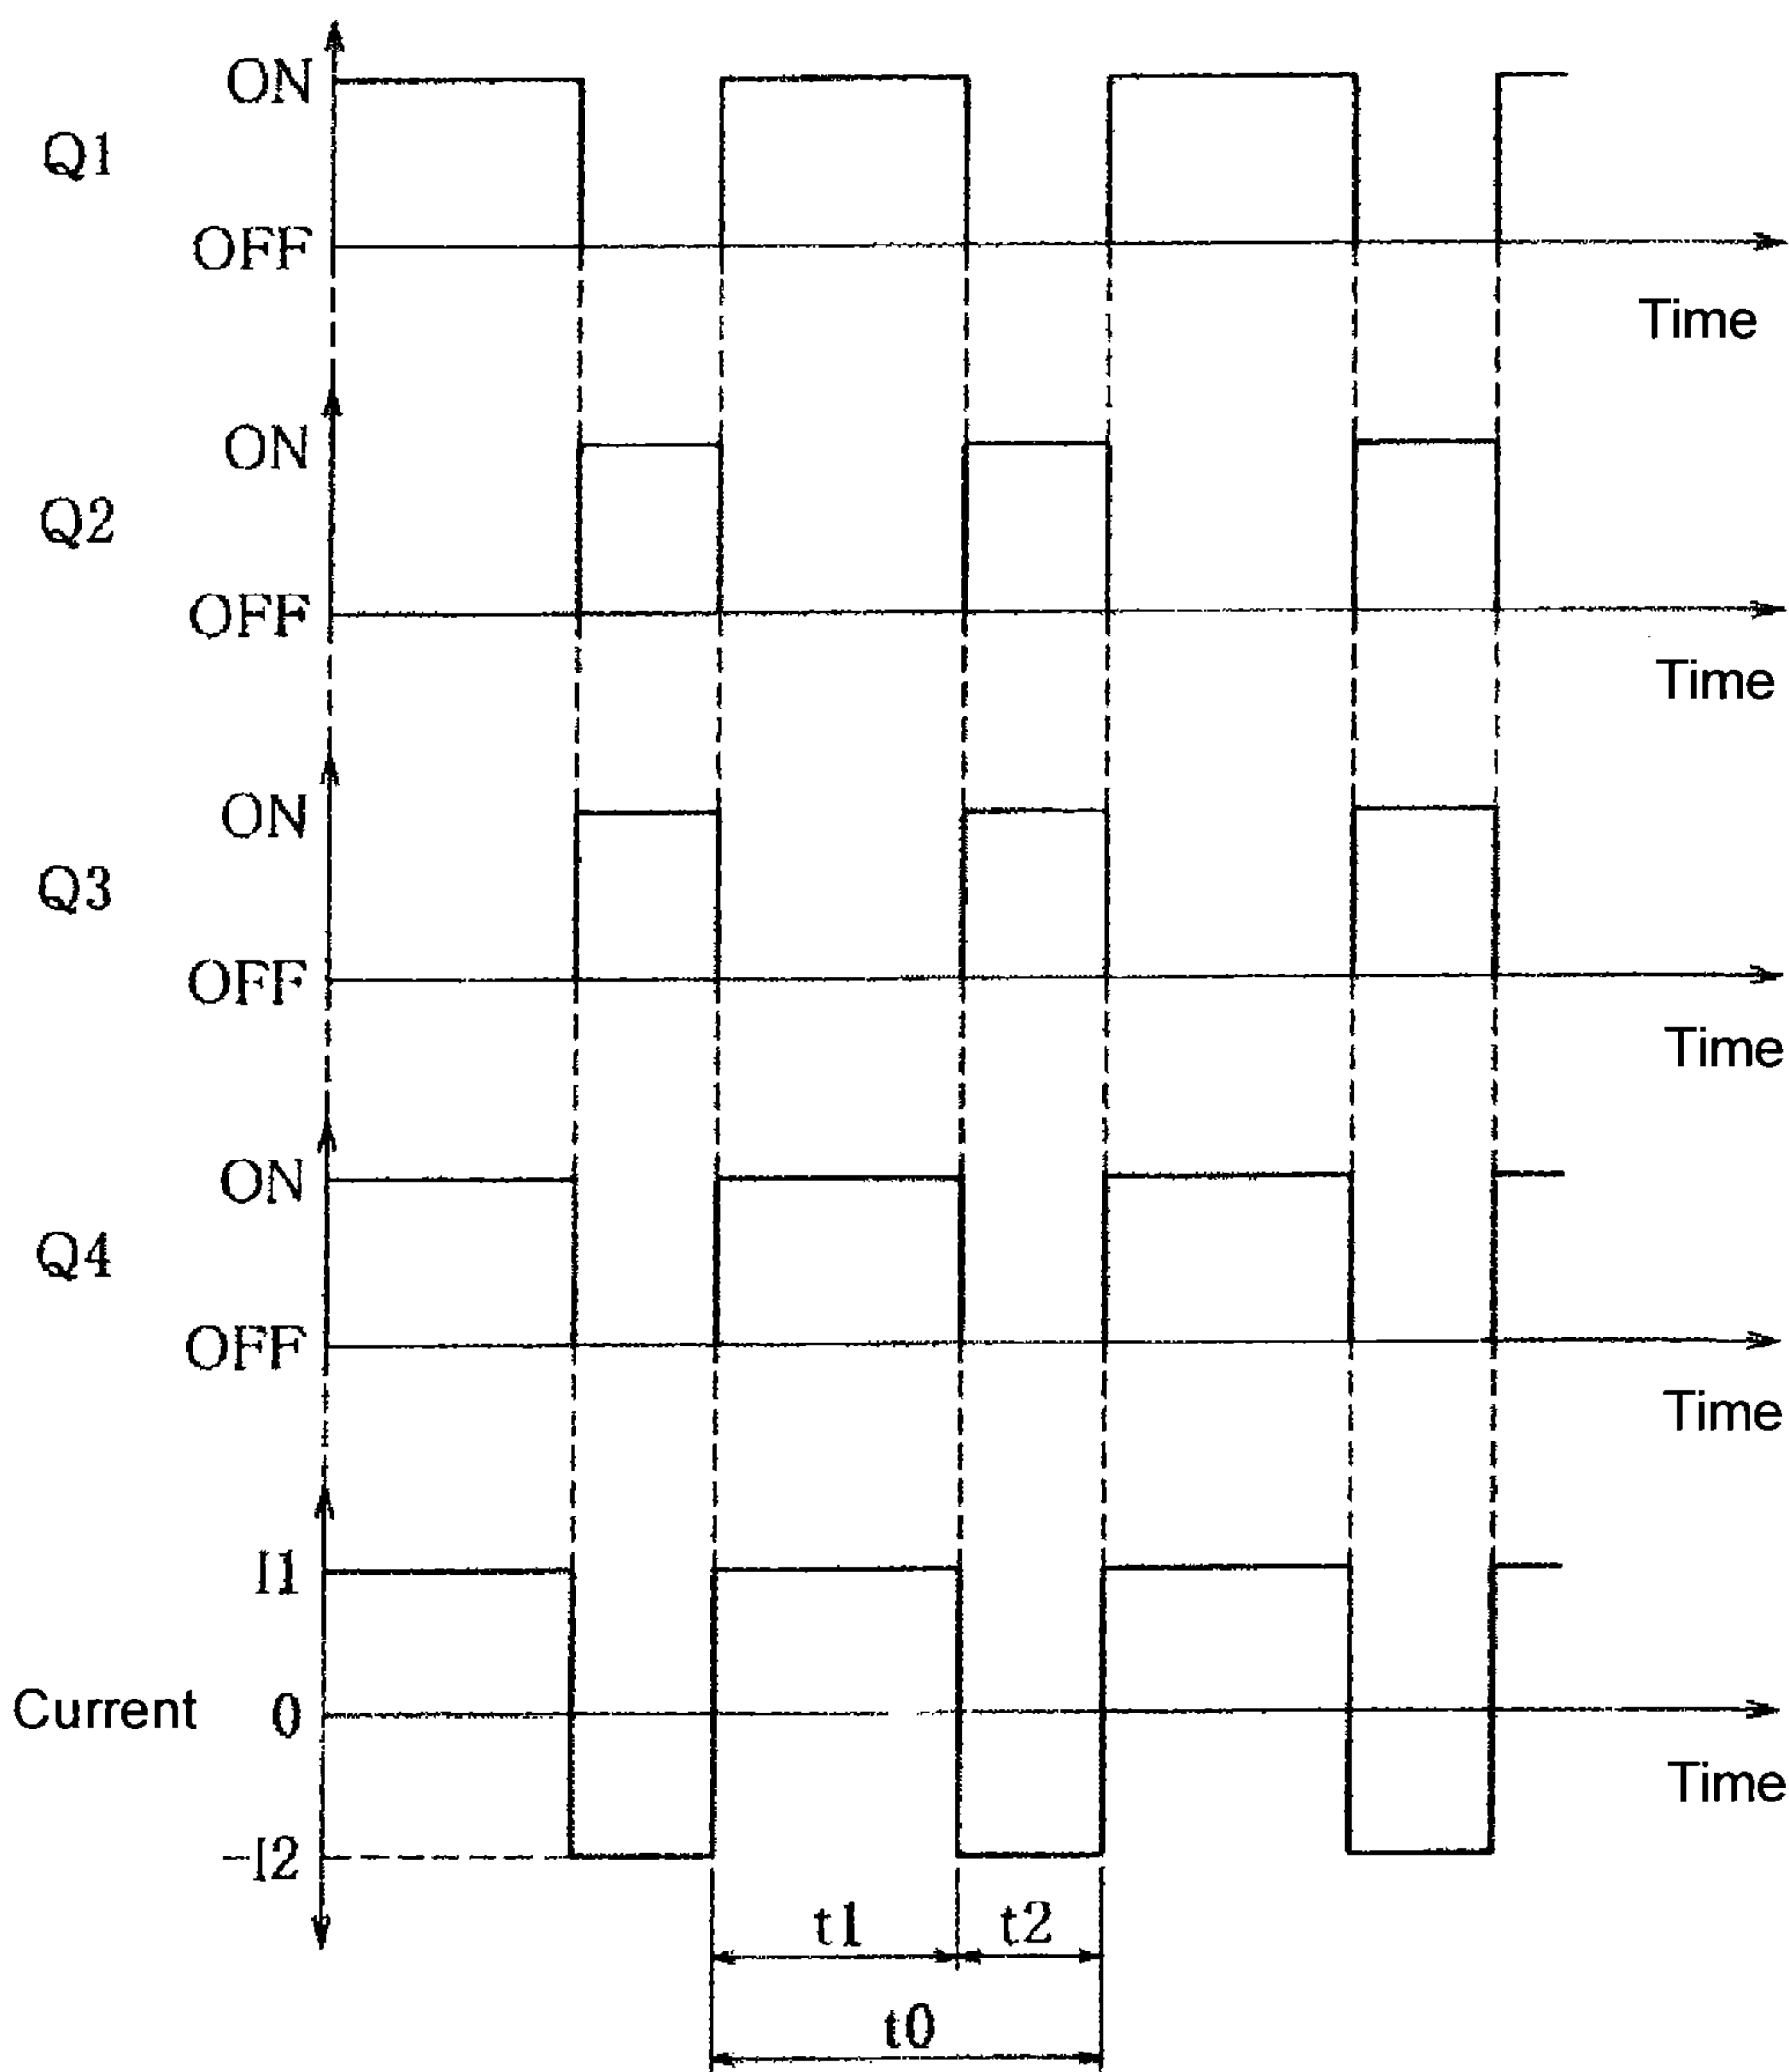 ON
Q1
OFF
Time
ON
Q2
OFF
Time
ON
Q3
OFF
Time
ON
Q4
OFF
Time
I1
Current 0
Time
-I2
t1 t2
t0